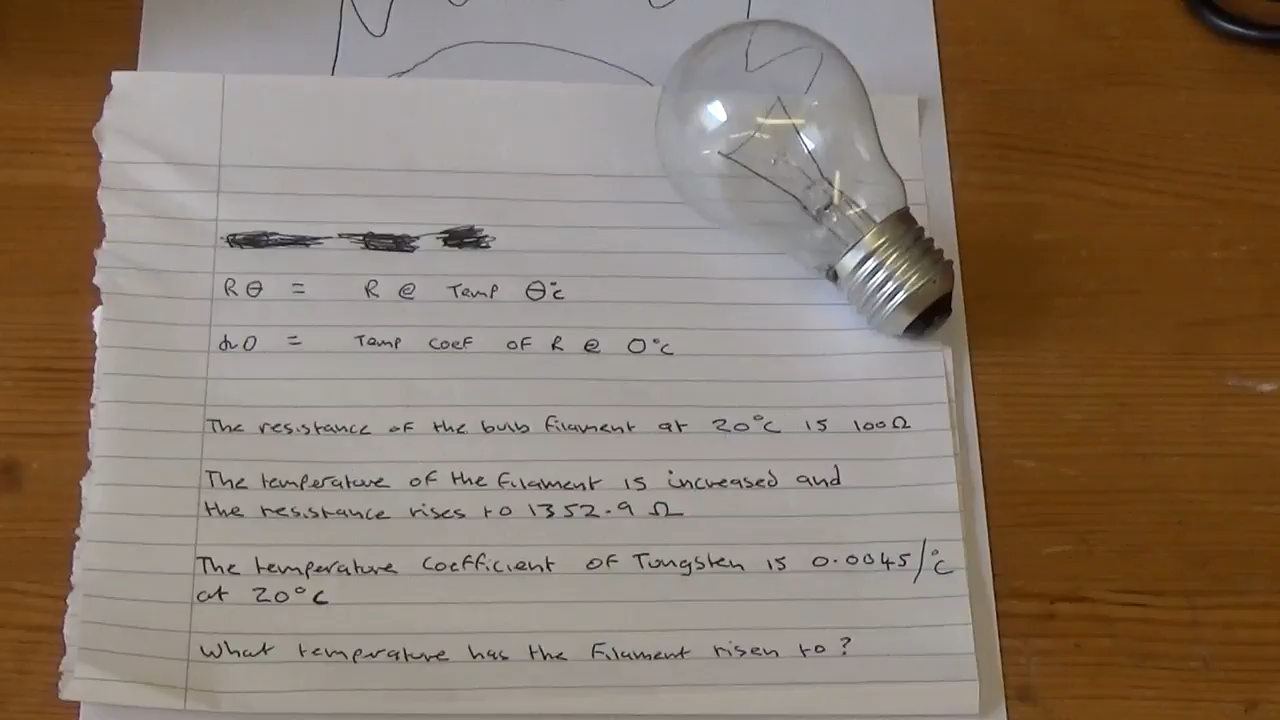 Rθ = R @ Temp θ°c
α0 = Temp coef of R @ 0°c
The resistance of the bulb filament at 20°C is 100Ω
The temperature of the filament is increased and
the resistance rises to 1352.9 Ω
The temperature coefficient of Tungsten is 0.0045/°c
at 20°C
What temperature has the filament risen to?